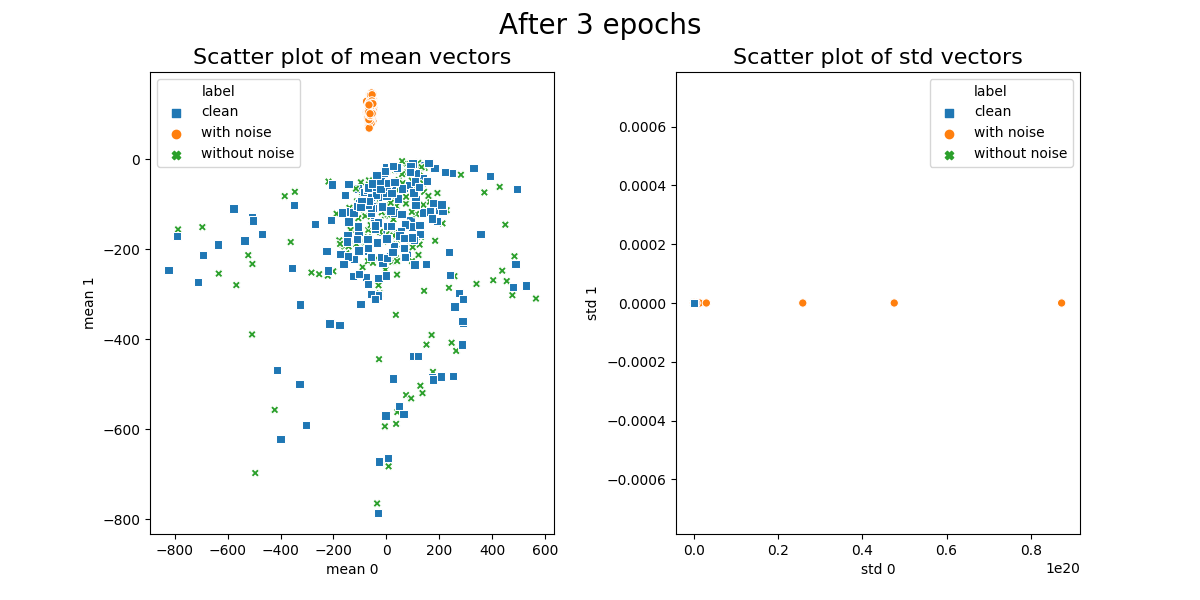 After 3 epochs
Scatter plot of mean vectors
label
clean
with noise
without noise
0
−200
−400
−600
−800
mean 1
−800
−600
−400
−200
0
200
400
600
mean 0
Scatter plot of std vectors
label
clean
with noise
without noise
0.0006
0.0004
0.0002
0.0000
−0.0002
−0.0004
−0.0006
std 1
0.0
0.2
0.4
0.6
0.8
1e20
std 0